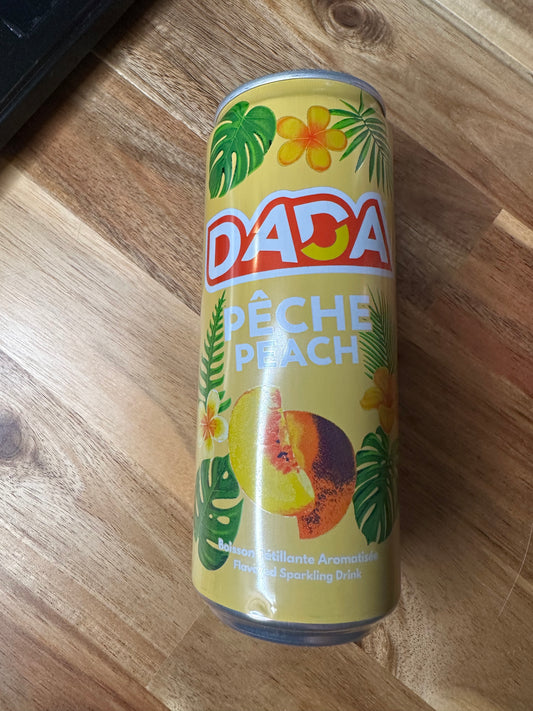 DADA
PÊCHE
PEACH
Boisson Pétillante Aromatisée
Flavored Sparkling Drink